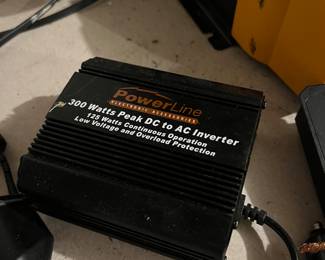 PowerLine
ELECTRONIC ACCESSORIES
300 Watts Peak DC to AC Inverter
125 Watts Continuous Operation
Low Voltage and Overload Protection